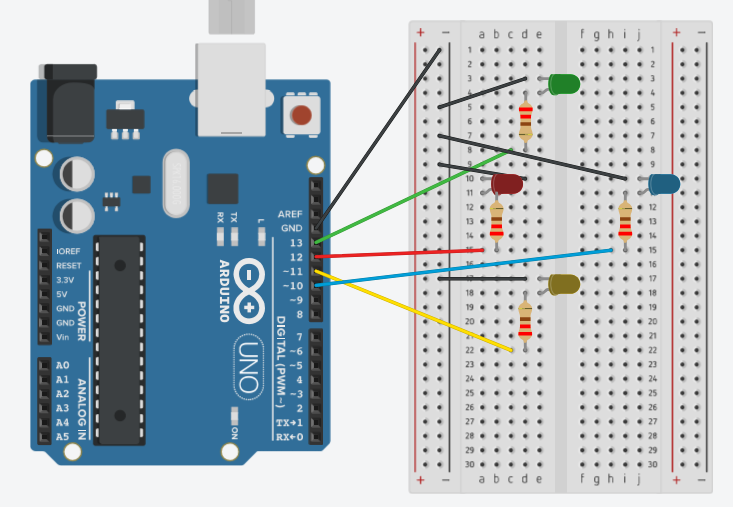 AREF
GND
13
12
~11
~10
~9
8
7
~6
~5
4
~3
2
TX→1
RX←0
DIGITAL (PWM~)
IOREF
RESET
3.3V
5V
GND
GND
Vin
POWER
A0
A1
A2
A3
A4
A5
ANALOG IN
RX
TX
L
ARDUINO
UNO
ON
+ − a b c d e f g h i j + −
1 1
2 2
3 3
4 4
5 5
6 6
7 7
8 8
9 9
10
11
12 12
13 13
14 14
15 15
16 16
17 17
18 18
19 19
20 20
21 21
22 22
23 23
24 24
25 25
26 26
27 27
28 28
29 29
30 30
+ − a b c d e f g h i j + −